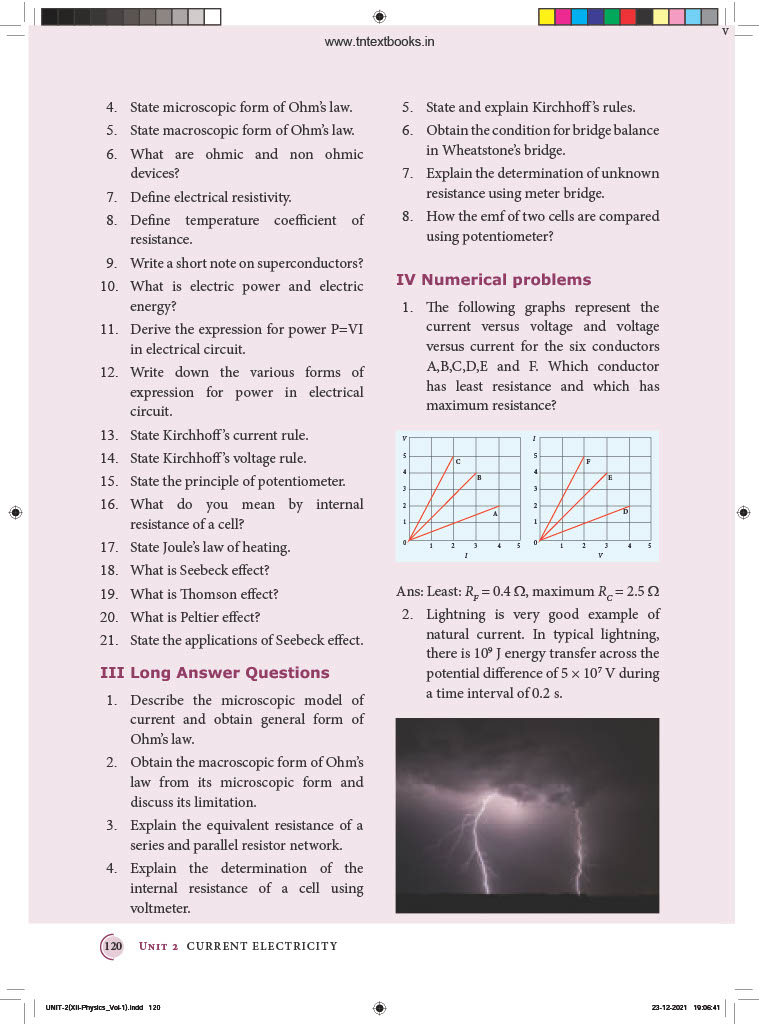 V
www.tntextbooks.in
4. State microscopic form of Ohm’s law.
5. State macroscopic form of Ohm’s law.
6. What are ohmic and non ohmic
devices?
7. Define electrical resistivity.
8. Define temperature coefficient of
resistance.
9. Write a short note on superconductors?
10. What is electric power and electric
energy?
11. Derive the expression for power P=VI
in electrical circuit.
12. Write down the various forms of
expression for power in electrical
circuit.
13. State Kirchhoff’s current rule.
14. State Kirchhoff’s voltage rule.
15. State the principle of potentiometer.
16. What do you mean by internal
resistance of a cell?
17. State Joule’s law of heating.
18. What is Seebeck effect?
19. What is Thomson effect?
20. What is Peltier effect?
21. State the applications of Seebeck effect.
III Long Answer Questions
1. Describe the microscopic model of
current and obtain general form of
Ohm’s law.
2. Obtain the macroscopic form of Ohm’s
law from its microscopic form and
discuss its limitation.
3. Explain the equivalent resistance of a
series and parallel resistor network.
4. Explain the determination of the
internal resistance of a cell using
voltmeter.
5. State and explain Kirchhoff’s rules.
6. Obtain the condition for bridge balance
in Wheatstone’s bridge.
7. Explain the determination of unknown
resistance using meter bridge.
8. How the emf of two cells are compared
using potentiometer?
IV Numerical problems
1. The following graphs represent the
current versus voltage and voltage
versus current for the six conductors
A,B,C,D,E and F. Which conductor
has least resistance and which has
maximum resistance?
V
5
4
3
2
1
0
C
B
A
1 2 3 4 5
I
I
5
4
3
2
1
0
F
E
D
1 2 3 4 5
V
Ans: Least: R_F = 0.4 Ω, maximum R_C = 2.5 Ω
2. Lightning is very good example of
natural current. In typical lightning,
there is 10⁹ J energy transfer across the
potential difference of 5 × 10⁷ V during
a time interval of 0.2 s.
120 UNIT 2 CURRENT ELECTRICITY
UNIT-2(XII-Physics_Vol-1).indd 120
23-12-2021 19:06:41